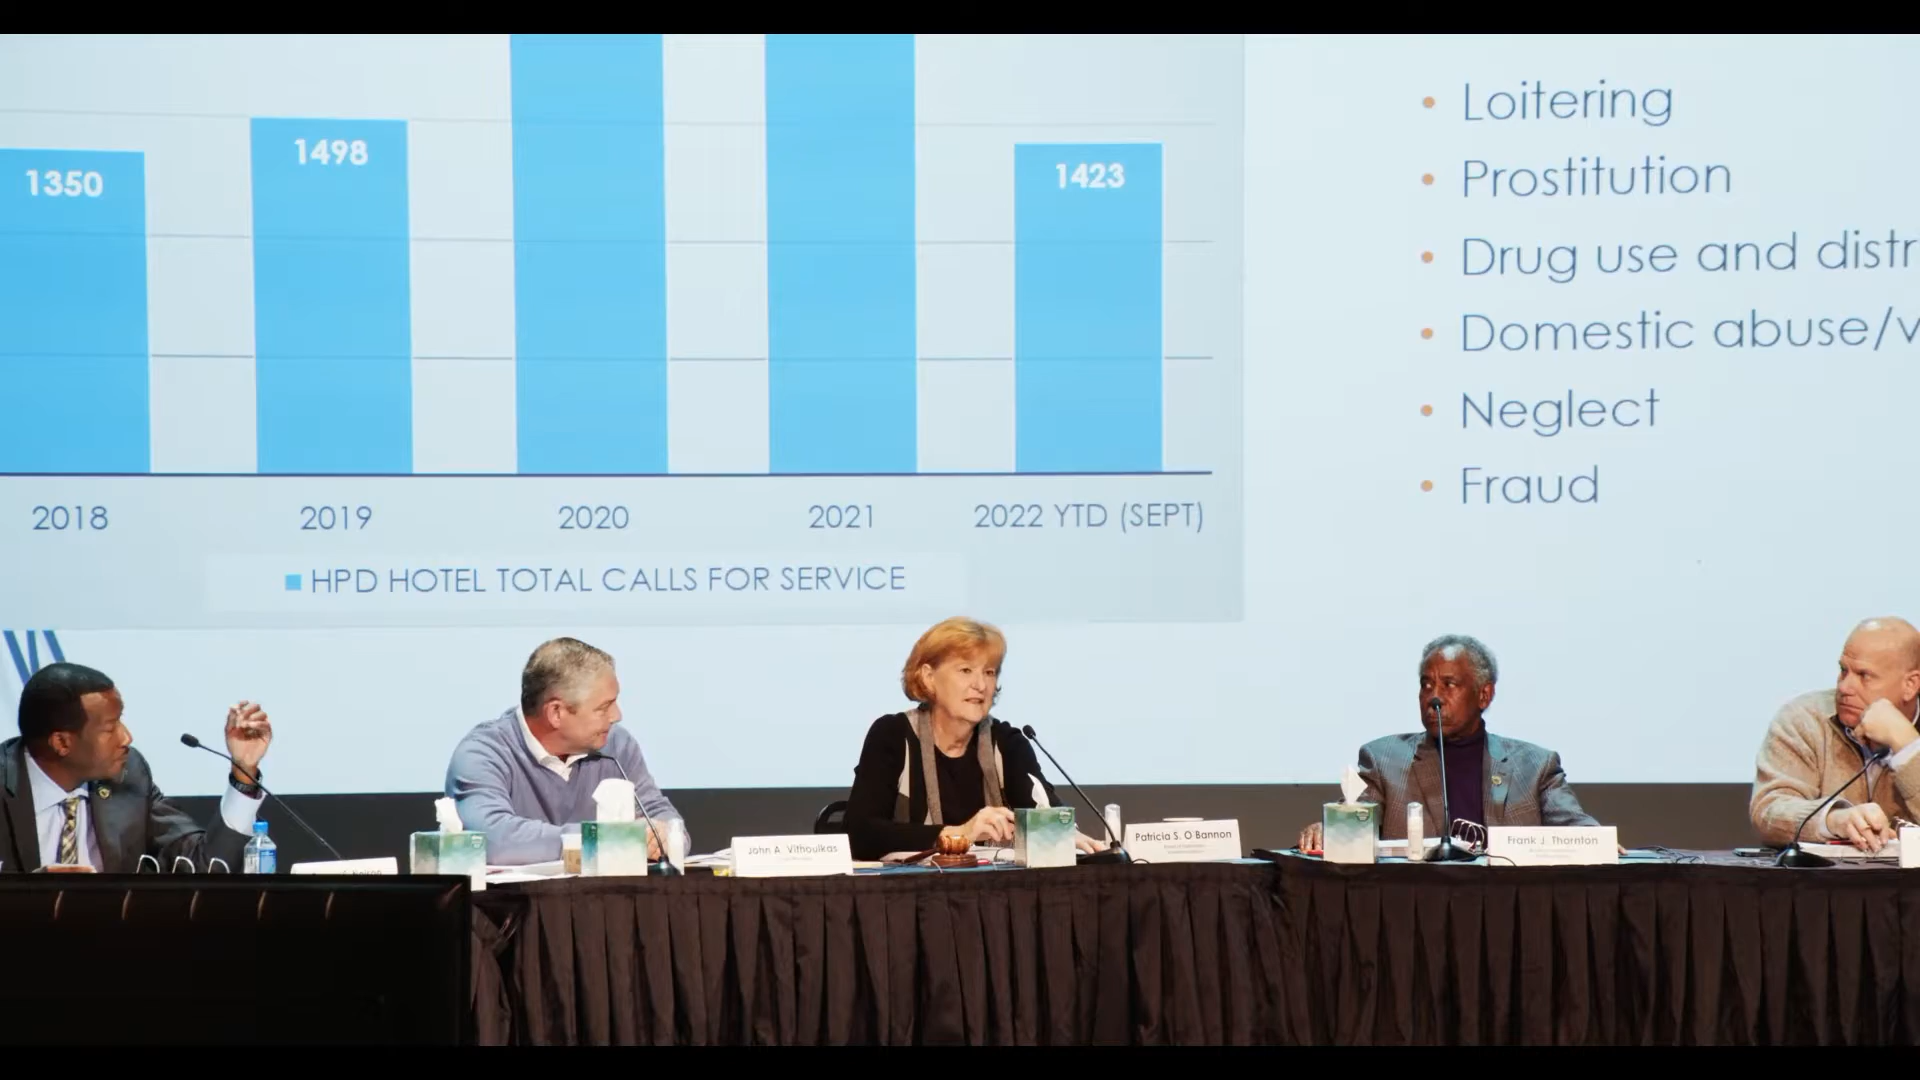 1350
1498
1423
2018
2019
2020
2021
2022 YTD (SEPT)
HPD HOTEL TOTAL CALLS FOR SERVICE
• Loitering
• Prostitution
• Drug use and distr
• Domestic abuse/v
• Neglect
• Fraud
John A. Vithoulkas
Patricia S. O Bannon
Frank J. Thornton